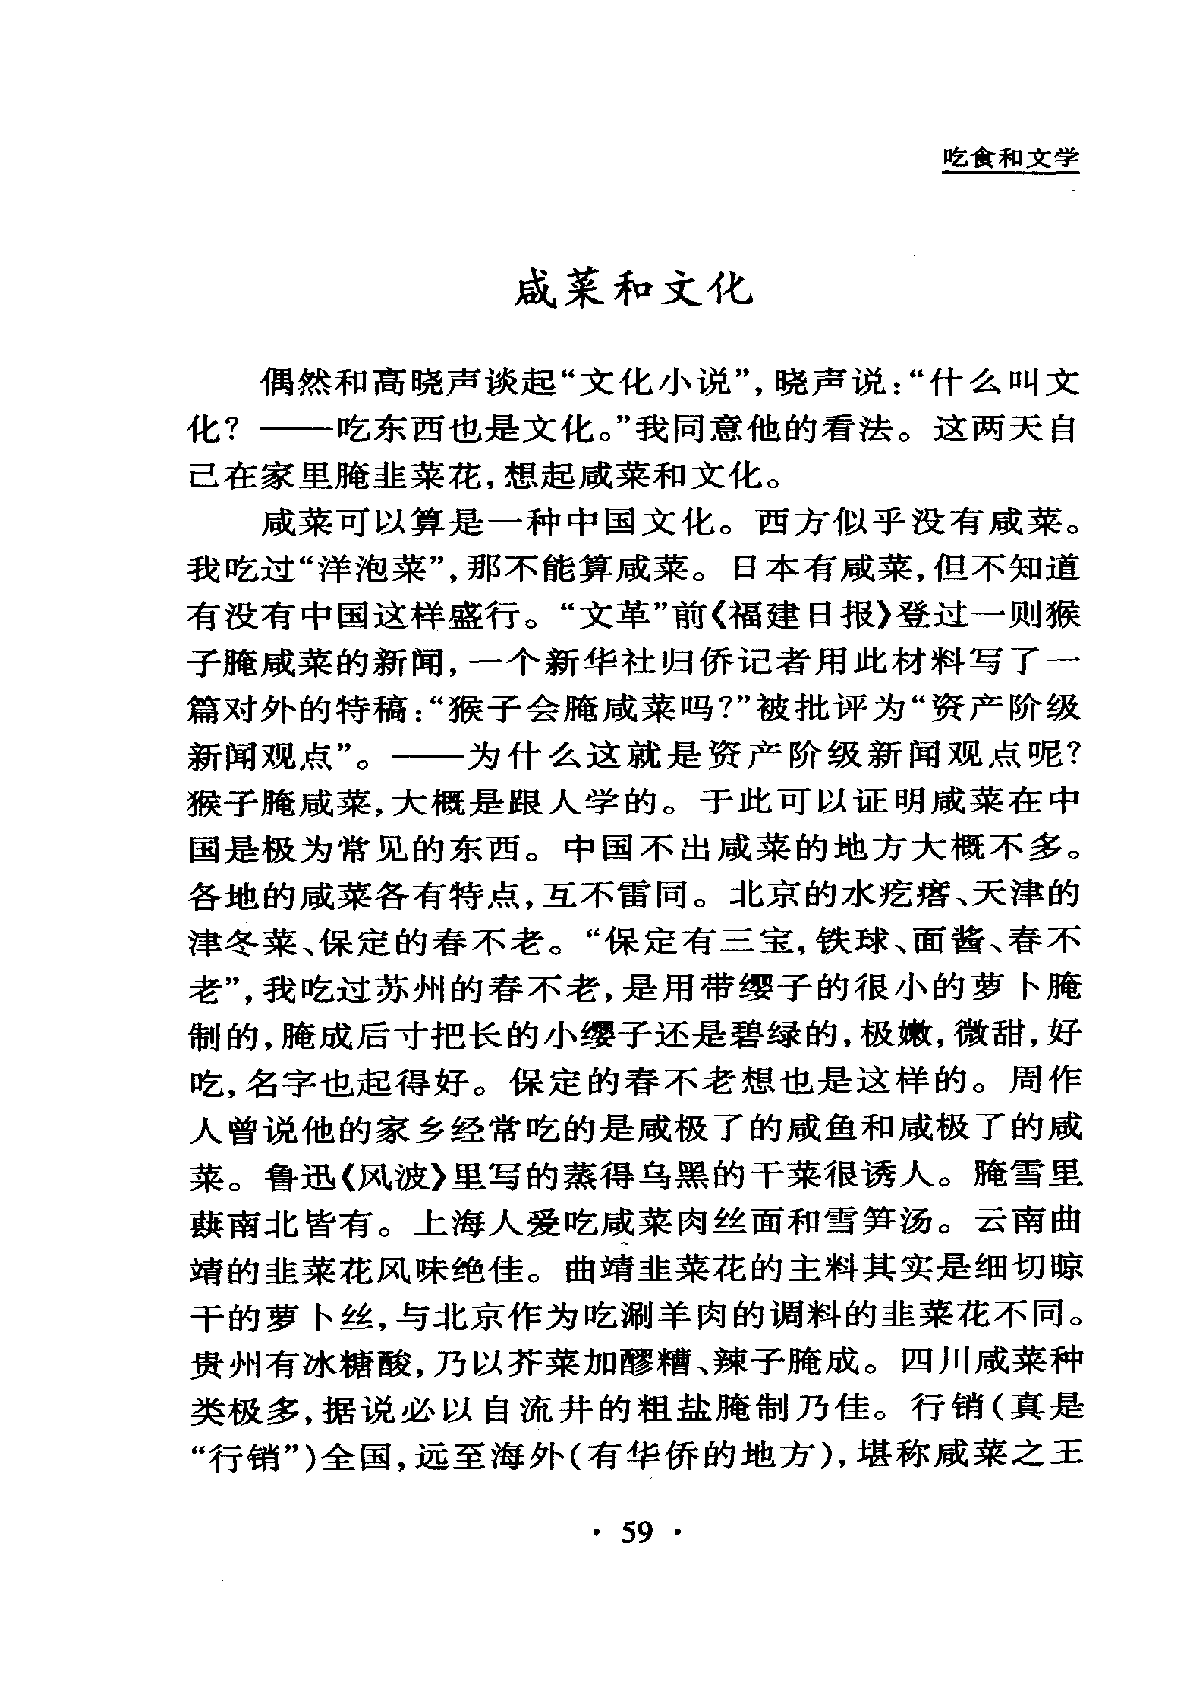 吃食和文学
咸菜和文化
偶然和高晓声谈起“文化小说”,晓声说:“什么叫文
化? ——吃东西也是文化。”我同意他的看法。这两天自
己在家里腌韭菜花,想起咸菜和文化。
咸菜可以算是一种中国文化。西方似乎没有咸菜。
我吃过“洋泡菜”,那不能算咸菜。日本有咸菜,但不知道
有没有中国这样盛行。“文革”前《福建日报》登过一则猴
子腌咸菜的新闻,一个新华社归侨记者用此材料写了一
篇对外的特稿:“猴子会腌咸菜吗?”被批评为“资产阶级
新闻观点”。——为什么这就是资产阶级新闻观点呢?
猴子腌咸菜,大概是跟人学的。于此可以证明咸菜在中
国是极为常见的东西。中国不出咸菜的地方大概不多。
各地的咸菜各有特点,互不雷同。北京的水疙瘩、天津的
津冬菜、保定的春不老。“保定有三宝,铁球、面酱、春不
老”,我吃过苏州的春不老,是用带缨子的很小的萝卜腌
制的,腌成后寸把长的小缨子还是碧绿的,极嫩,微甜,好
吃,名字也起得好。保定的春不老想也是这样的。周作
人曾说他的家乡经常吃的是咸极了的咸鱼和咸极了的咸
菜。鲁迅《风波》里写的蒸得乌黑的干菜很诱人。腌雪里
蕻南北皆有。上海人爱吃咸菜肉丝面和雪笋汤。云南曲
靖的韭菜花风味绝佳。曲靖韭菜花的主料其实是细切晾
干的萝卜丝,与北京作为吃涮羊肉的调料的韭菜花不同。
贵州有冰糖酸,乃以芥菜加醪糟、辣子腌成。四川咸菜种
类极多,据说必以自流井的粗盐腌制乃佳。行销(真是
“行销”)全国,远至海外(有华侨的地方),堪称咸菜之王
· 59 ·